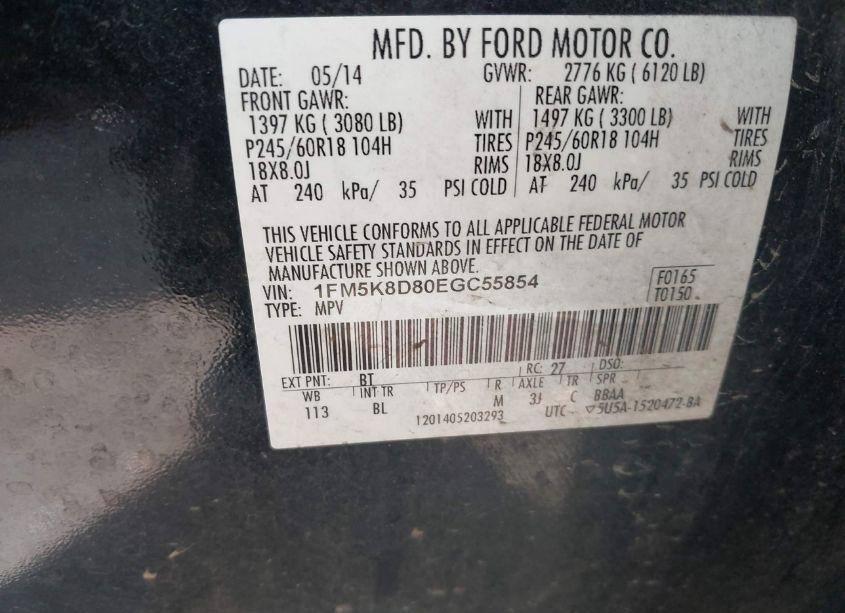 MFD. BY FORD MOTOR CO.
DATE: 05/14 GVWR: 2776 KG ( 6120 LB)
FRONT GAWR: REAR GAWR:
1397 KG ( 3080 LB) WITH 1497 KG ( 3300 LB) WITH
P245/60R18 104H TIRES P245/60R18 104H TIRES
18X8.0J RIMS 18X8.0J RIMS
AT 240 kPa/ 35 PSI COLD AT 240 kPa/ 35 PSI COLD
THIS VEHICLE CONFORMS TO ALL APPLICABLE FEDERAL MOTOR
VEHICLE SAFETY STANDARDS IN EFFECT ON THE DATE OF
MANUFACTURE SHOWN ABOVE.
VIN: 1FM5K8D80EGC55854 F0165
TYPE: MPV T0150
EXT PNT: BT RC: 27 DSO:
WB INT TR TP/PS R AXLE TR SPR
113 BL M 3J C BBAA
1201405203293 UTC ▽5U5A-1520472-BA